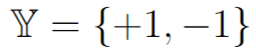 𝕐 = {+1, −1}